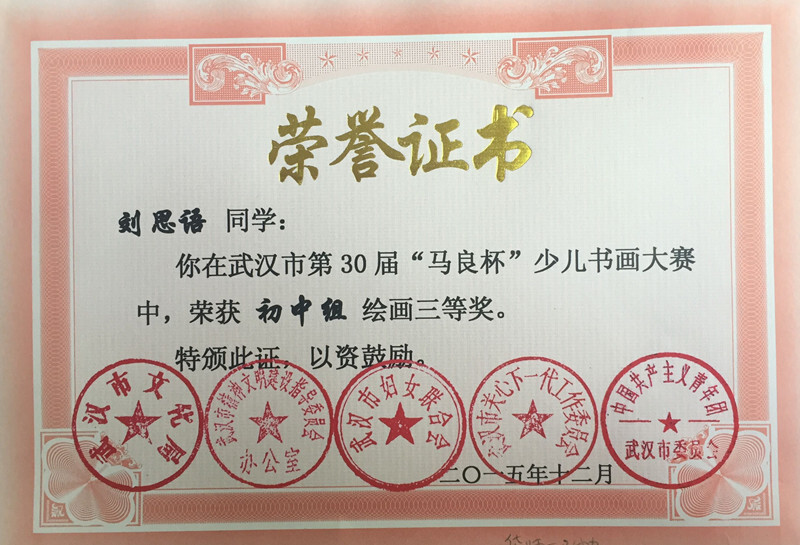 荣誉证书
刘思语 同学：
你在武汉市第30届“马良杯”少儿书画大赛
中，荣获 初中组 绘画三等奖。
特颁此证，以资鼓励。
武汉市文化局
武汉市精神文明建设指导委员会
办公室
武汉市妇女联合会
武汉市关心下一代工作委员会
中国共产主义青年团
武汉市委员会
二〇一五年十二月